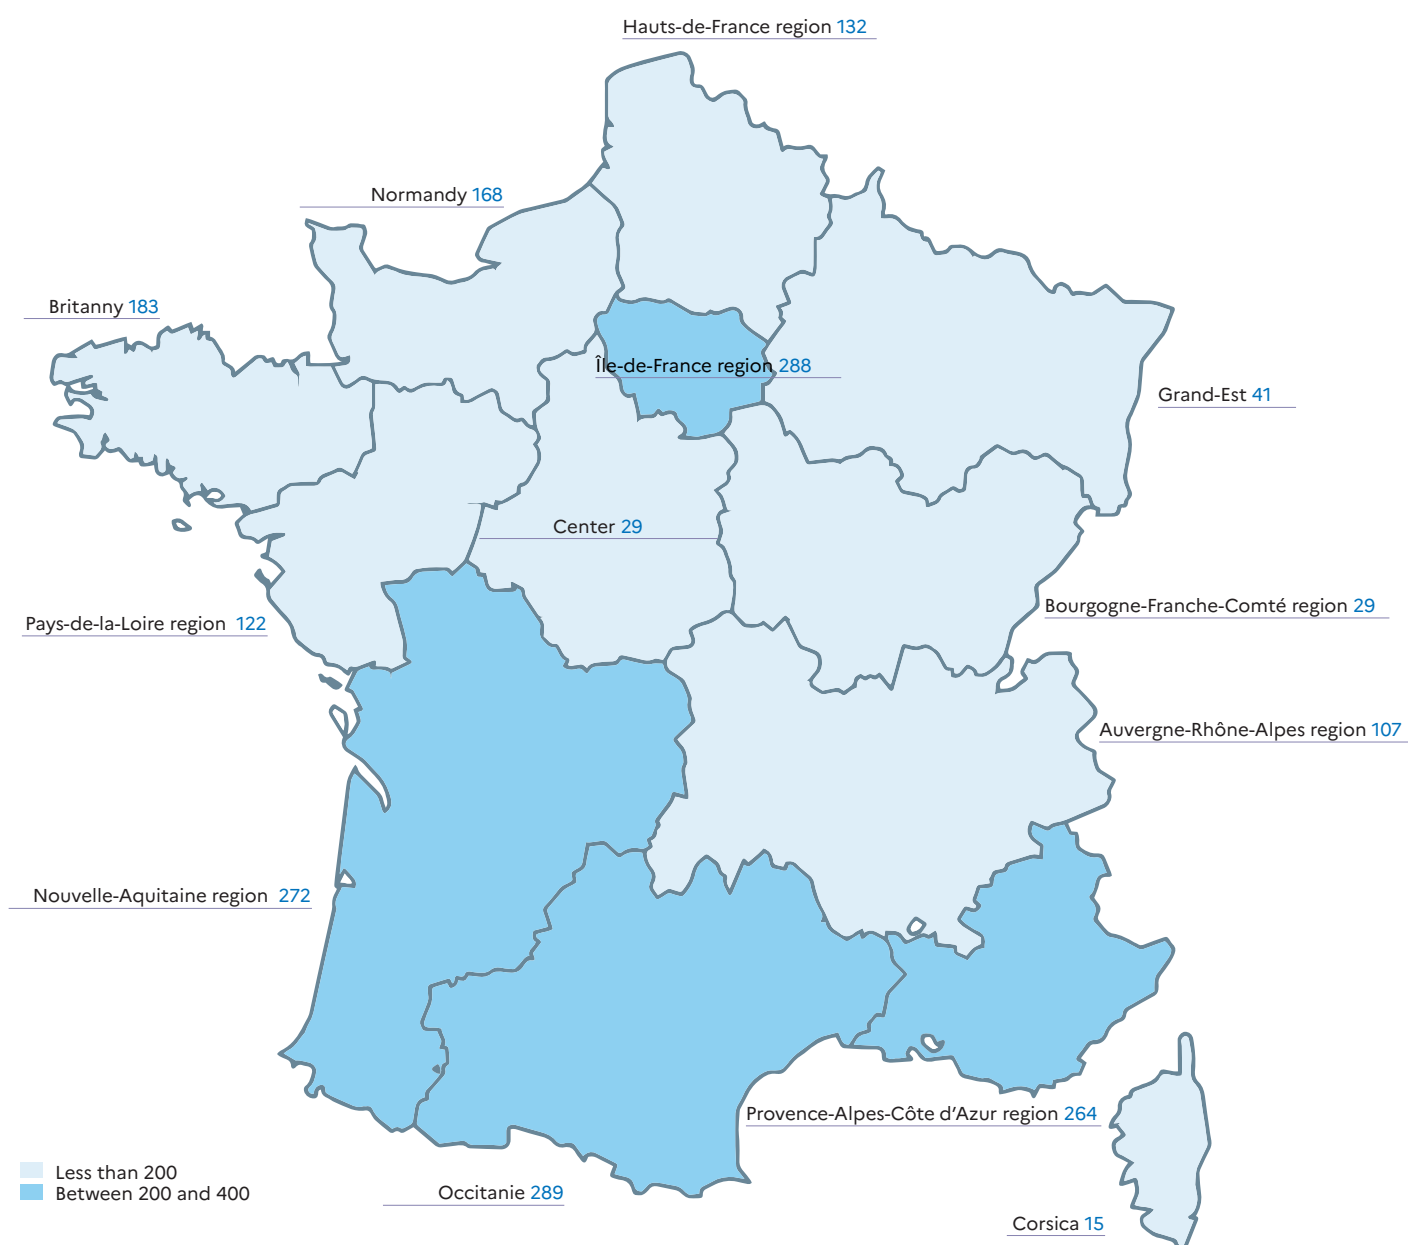 Hauts-de-France region 132
Normandy 168
Britanny 183
Île-de-France region 288
Grand-Est 41
Center 29
Bourgogne-Franche-Comté region 29
Pays-de-la-Loire region 122
Auvergne-Rhône-Alpes region 107
Nouvelle-Aquitaine region 272
Provence-Alpes-Côte d'Azur region 264
Less than 200
Between 200 and 400
Occitanie 289
Corsica 15